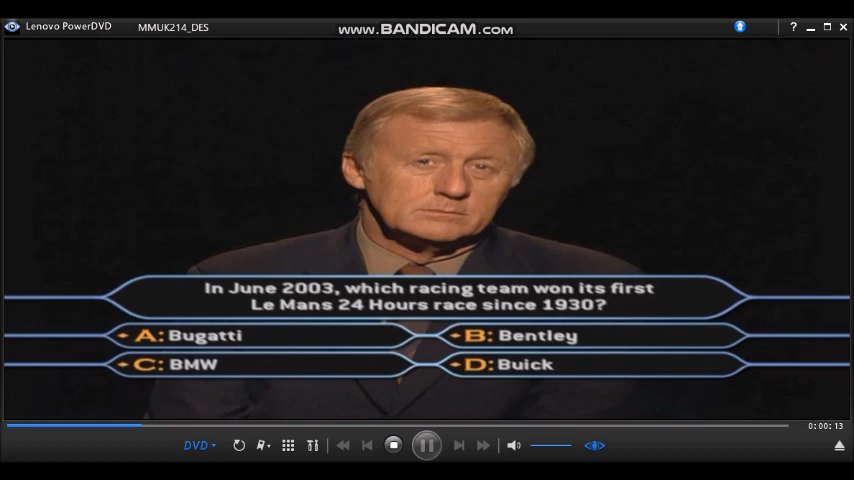 Lenovo PowerDVD MMUK214_DES
www.BANDICAM.com
?
In June 2003, which racing team won its first
Le Mans 24 Hours race since 1930?
A: Bugatti
B: Bentley
C: BMW
D: Buick
0:00:13
DVD